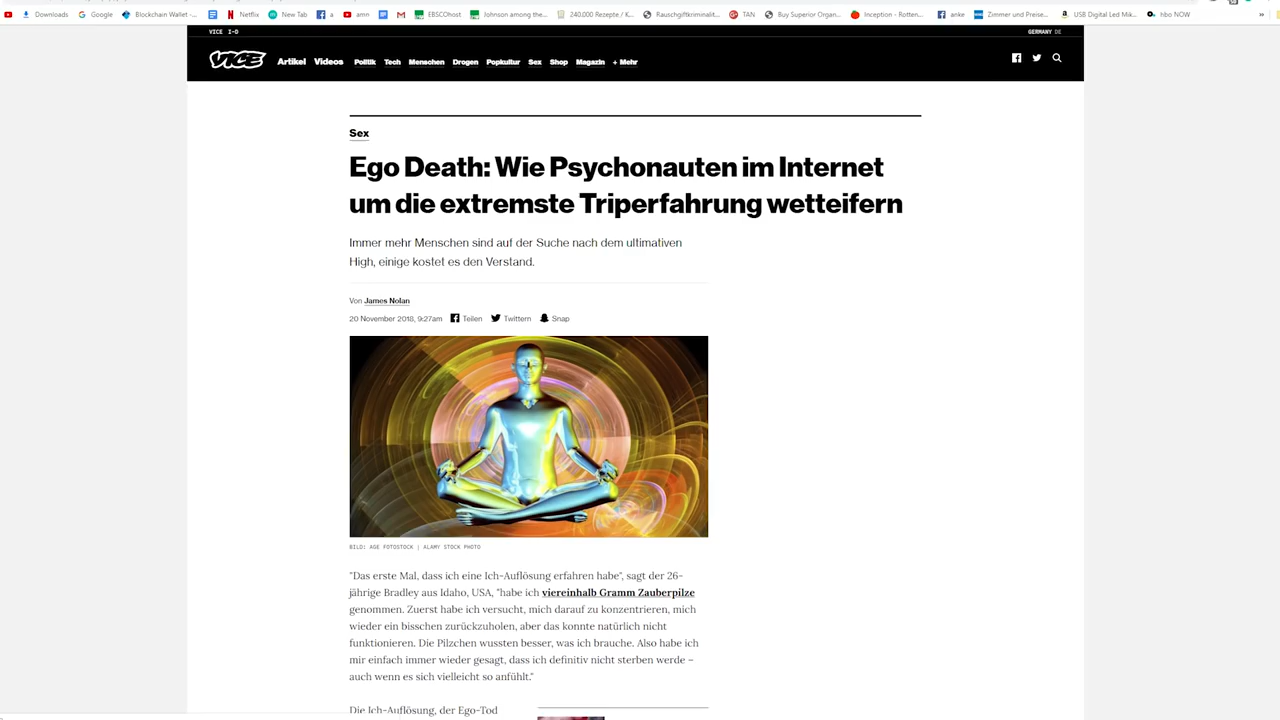 Downloads
Google
Blockchain Wallet -...
Netflix
New Tab
a
amn
EBSCOhost
Johnson among the...
240.000 Rezepte / K...
Rauschgiftkriminalit...
TAN
Buy Superior Organ...
Inception - Rotten...
anke
Zimmer und Preise...
USB Digital Led Mik...
hbo NOW
»
VICE I-D
GERMANY DE
VICE Artikel Videos Politik Tech Menschen Drogen Popkultur Sex Shop Magazin + Mehr
Sex
Ego Death: Wie Psychonauten im Internet
um die extremste Triperfahrung wetteifern
Immer mehr Menschen sind auf der Suche nach dem ultimativen
High, einige kostet es den Verstand.
Von James Nolan
20 November 2018, 9:27am Teilen Twittern Snap
BILD: AGE FOTOSTOCK | ALAMY STOCK PHOTO
"Das erste Mal, dass ich eine Ich-Auflösung erfahren habe", sagt der 26-
jährige Bradley aus Idaho, USA, "habe ich viereinhalb Gramm Zauberpilze
genommen. Zuerst habe ich versucht, mich darauf zu konzentrieren, mich
wieder ein bisschen zurückzuholen, aber das konnte natürlich nicht
funktionieren. Die Pilzchen wussten besser, was ich brauche. Also habe ich
mir einfach immer wieder gesagt, dass ich definitiv nicht sterben werde –
auch wenn es sich vielleicht so anfühlt."
Die Ich-Auflösung, der Ego-Tod